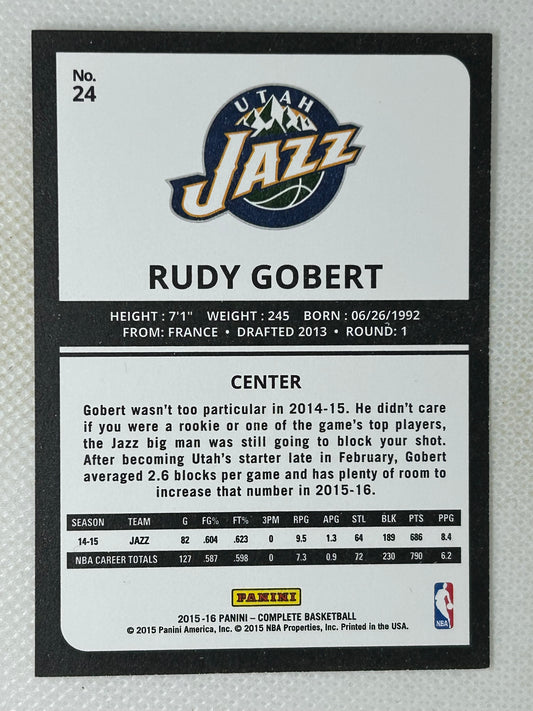 No.
24
UTAH
JAZZ
RUDY GOBERT
HEIGHT : 7'1" WEIGHT : 245 BORN : 06/26/1992
FROM: FRANCE • DRAFTED 2013 • ROUND: 1
CENTER
Gobert wasn't too particular in 2014-15. He didn't care
if you were a rookie or one of the game's top players,
the Jazz big man was still going to block your shot.
After becoming Utah's starter late in February, Gobert
averaged 2.6 blocks per game and has plenty of room to
increase that number in 2015-16.
SEASON TEAM G FG% FT% 3PM RPG APG STL BLK PTS PPG
14-15 JAZZ 82 .604 .623 0 9.5 1.3 64 189 686 8.4
NBA CAREER TOTALS 127 .587 .598 0 7.3 0.9 72 230 790 6.2
PANINI
NBA
2015-16 PANINI – COMPLETE BASKETBALL
© 2015 Panini America, Inc. © 2015 NBA Properties, Inc. Printed in the USA.